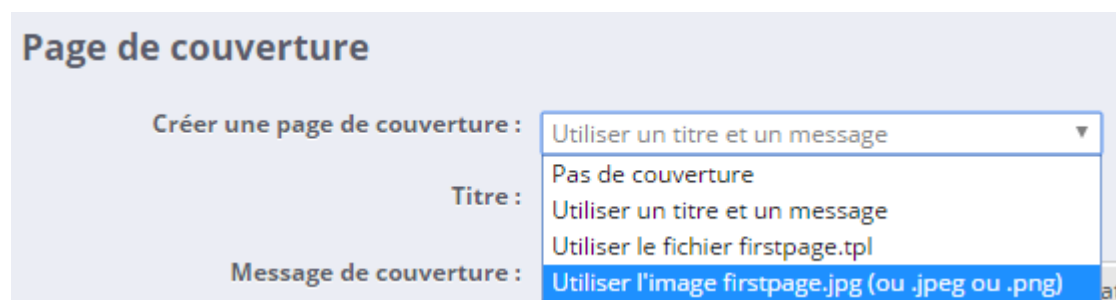 Page de couverture
Créer une page de couverture :
Utiliser un titre et un message
Pas de couverture
Titre :
Utiliser un titre et un message
Utiliser le fichier firstpage.tpl
Message de couverture :
Utiliser l'image firstpage.jpg (ou .jpeg ou .png)